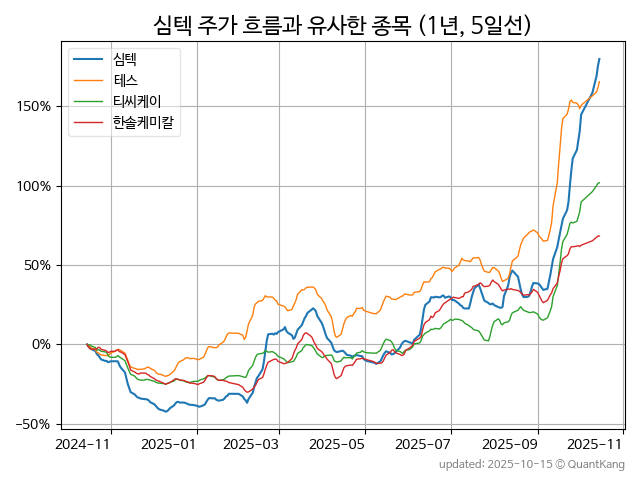 심텍 주가 흐름과 유사한 종목 (1년, 5일선)
심텍
테스
티씨케이
한솔케미칼
150%
100%
50%
0%
−50%
2024−11
2025−01
2025−03
2025−05
2025−07
2025−09
2025−11
updated: 2025-10-15 © QuantKang